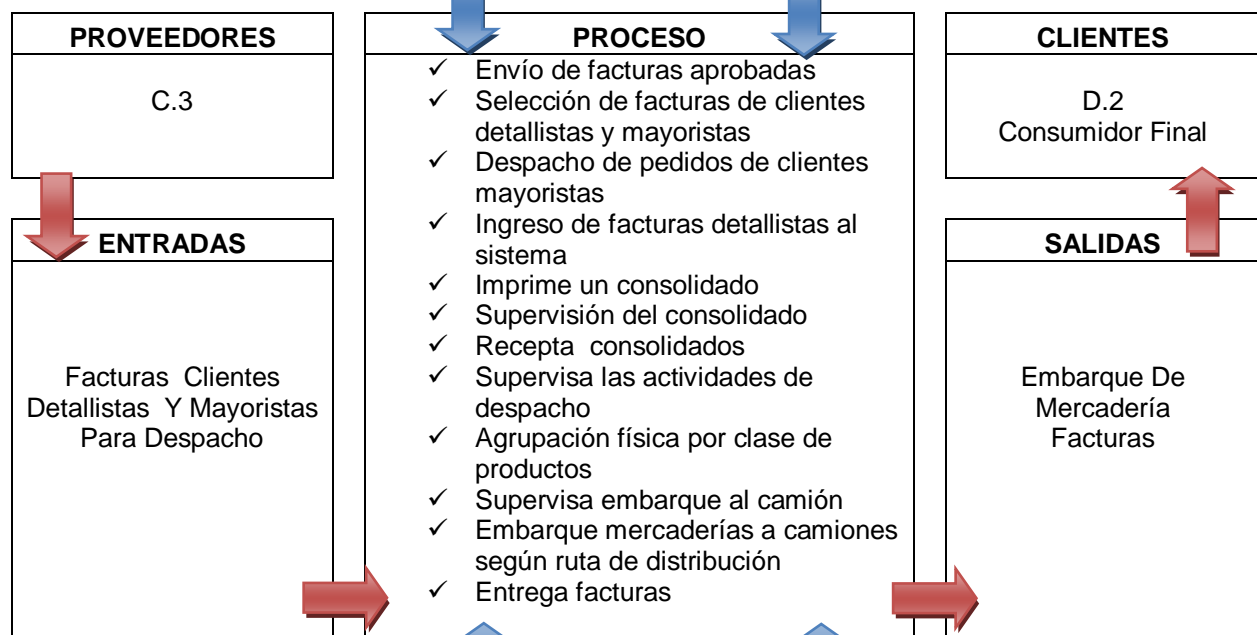 PROVEEDORES
C.3
ENTRADAS
Facturas Clientes
Detallistas Y Mayoristas
Para Despacho
PROCESO
✓ Envío de facturas aprobadas
✓ Selección de facturas de clientes
detallistas y mayoristas
✓ Despacho de pedidos de clientes
mayoristas
✓ Ingreso de facturas detallistas al
sistema
✓ Imprime un consolidado
✓ Supervisión del consolidado
✓ Recepta consolidados
✓ Supervisa las actividades de
despacho
✓ Agrupación física por clase de
productos
✓ Supervisa embarque al camión
✓ Embarque mercaderías a camiones
según ruta de distribución
✓ Entrega facturas
CLIENTES
D.2
Consumidor Final
SALIDAS
Embarque De
Mercadería
Facturas